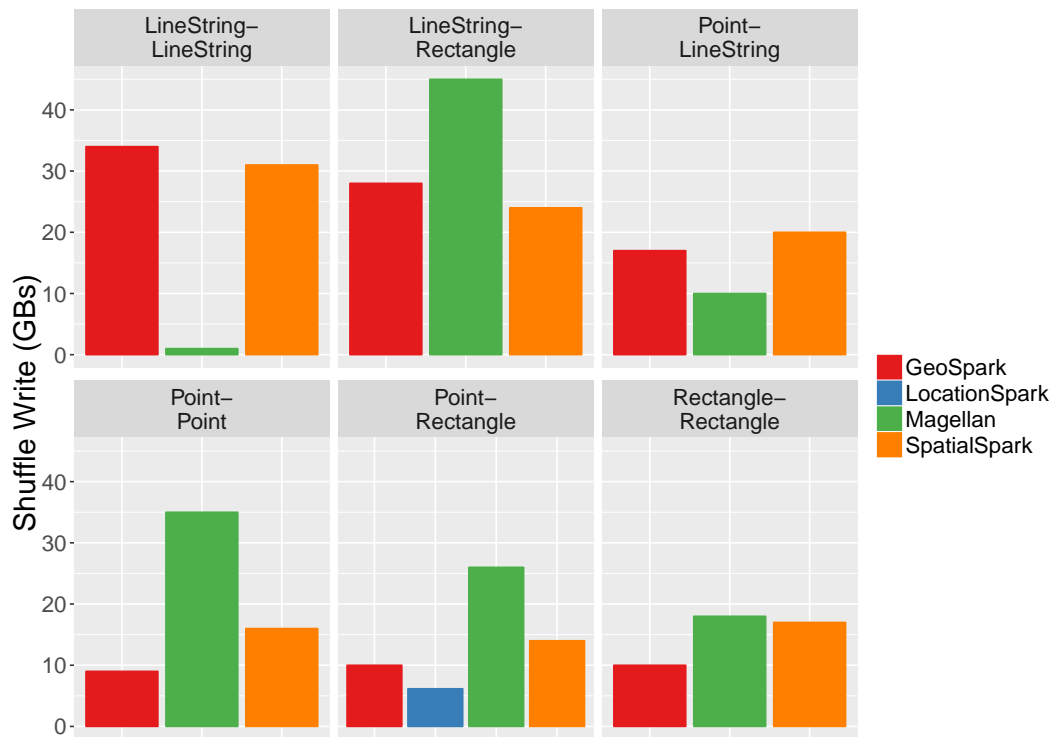 LineString–
LineString
LineString–
Rectangle
Point–
LineString
40
30
20
10
0
Point–
Point
Point–
Rectangle
Rectangle–
Rectangle
40
30
20
10
0
Shuffle Write (GBs)
GeoSpark
LocationSpark
Magellan
SpatialSpark